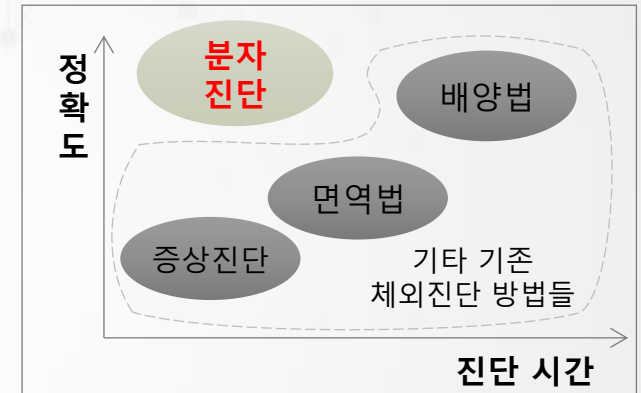 정
확
도
분자
진단
배양법
면역법
증상진단
기타 기존
체외진단 방법들
진단 시간